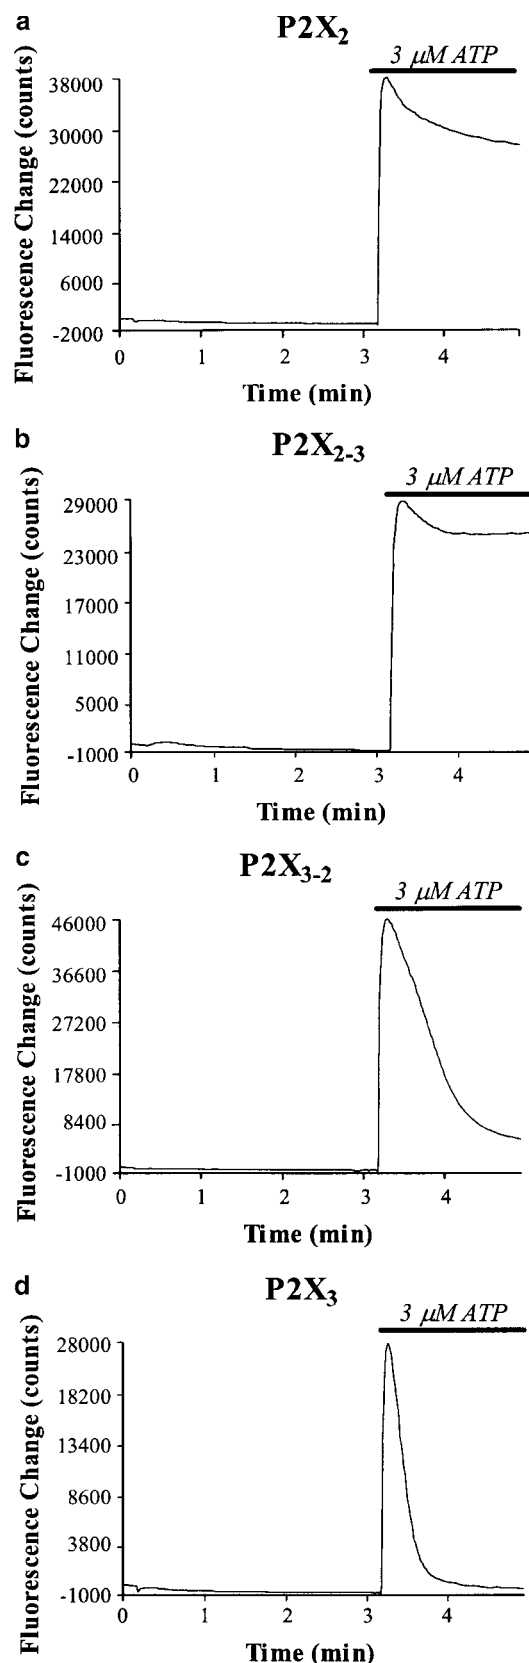 a
P2X2
3 μM ATP
Fluorescence Change (counts)
38000
30000
22000
14000
6000
-2000
0 1 2 3 4
Time (min)
b
P2X2-3
3 μM ATP
Fluorescence Change (counts)
29000
23000
17000
11000
5000
-1000
0 1 2 3 4
Time (min)
c
P2X3-2
3 μM ATP
Fluorescence Change (counts)
46000
36600
27200
17800
8400
-1000
0 1 2 3 4
Time (min)
d
P2X3
3 μM ATP
Fluorescence Change (counts)
28000
18200
13400
8600
3800
-1000
0 1 2 3 4
Time (min)